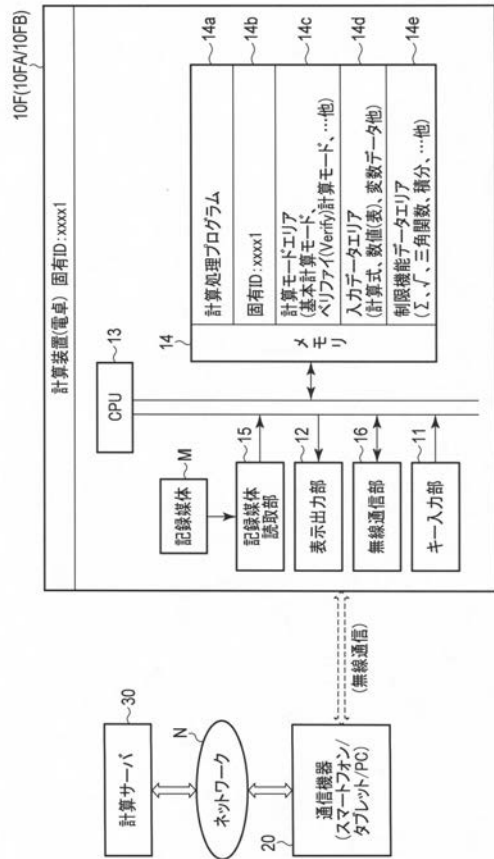 10F(10FA/10FB)
計算装置(電卓) 固有ID：xxxx1
13
CPU
14
メモリ
計算処理プログラム
14a
固有ID：xxxx1
14b
計算モードエリア
(基本計算モード、
ベリファイ(Verify)計算モード、…他)
14c
入力データエリア
(計算式、数値(表)、変数データ他)
14d
制限機能データエリア
(Σ、√、三角関数、積分、…他)
14e
M
記録媒体
15
記録媒体
読取部
12
表示出力部
16
無線通信部
11
キー入力部
(無線通信)
30
計算サーバ
N
ネットワーク
20
通信機器
(スマートフォン/
タブレット/PC)